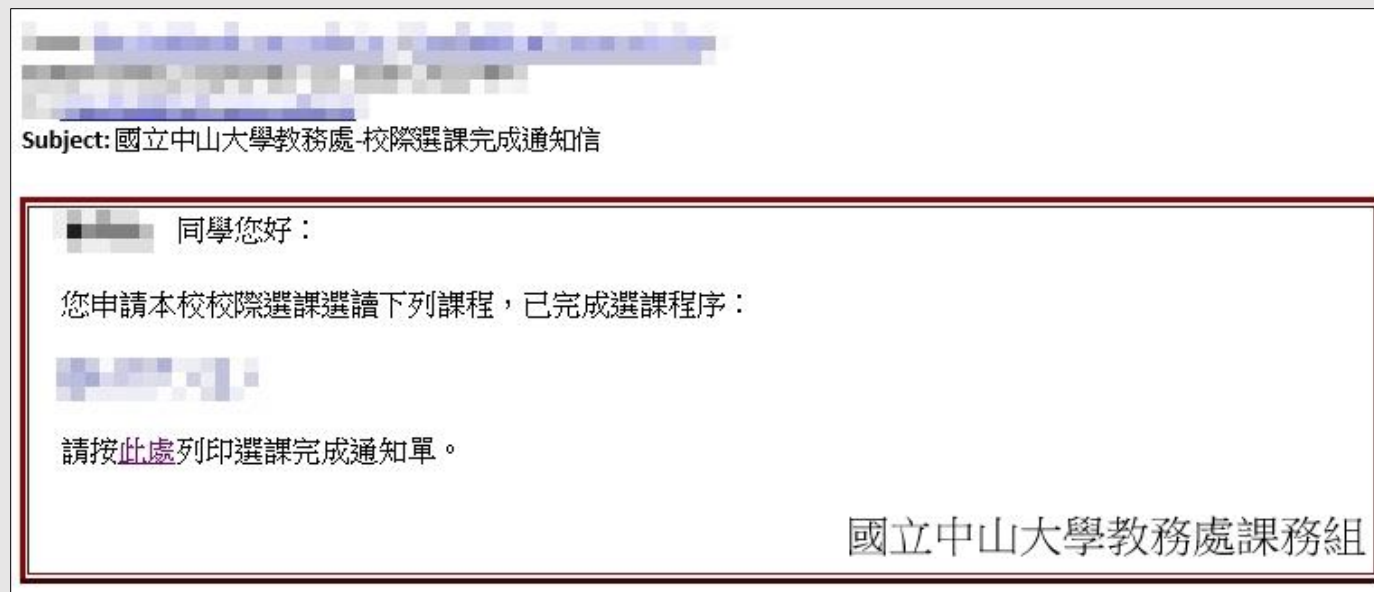 Subject: 國立中山大學教務處-校際選課完成通知信
同學您好：
您申請本校校際選課選讀下列課程，已完成選課程序：
請按此處列印選課完成通知單。
國立中山大學教務處課務組